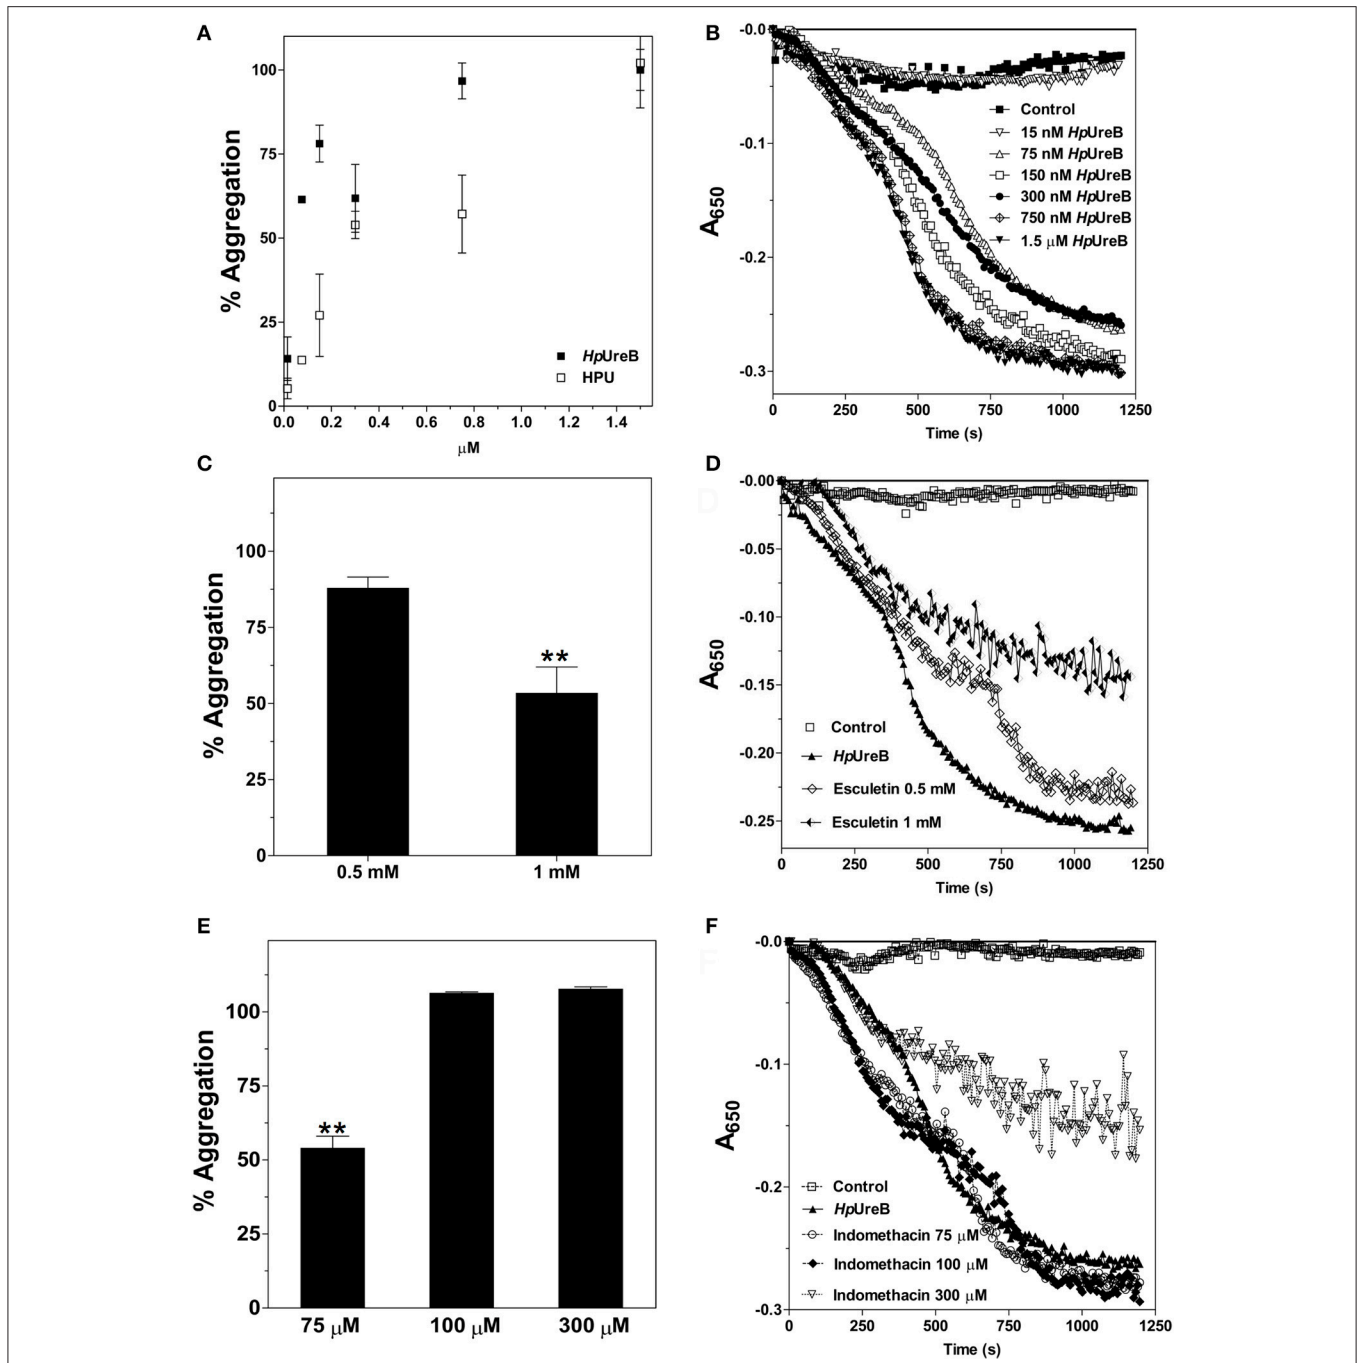 A
% Aggregation
100
75
50
25
0
0.0 0.2 0.4 0.6 0.8 1.0 1.2 1.4
μM
HpUreB
HPU
B
A650
-0.0
-0.1
-0.2
-0.3
0 250 500 750 1000 1250
Time (s)
Control
15 nM HpUreB
75 nM HpUreB
150 nM HpUreB
300 nM HpUreB
750 nM HpUreB
1.5 μM HpUreB
C
% Aggregation
100
75
50
25
0
**
0.5 mM 1 mM
D
D
A650
-0.00
-0.05
-0.10
-0.15
-0.20
-0.25
0 250 500 750 1000 1250
Time (s)
Control
HpUreB
Esculetin 0.5 mM
Esculetin 1 mM
E
% Aggregation
100
75
50
25
0
**
75 μM 100 μM 300 μM
F
F
A650
-0.0
-0.1
-0.2
-0.3
0 250 500 750 1000 1250
Time (s)
Control
HpUreB
Indomethacin 75 μM
Indomethacin 100 μM
Indomethacin 300 μM